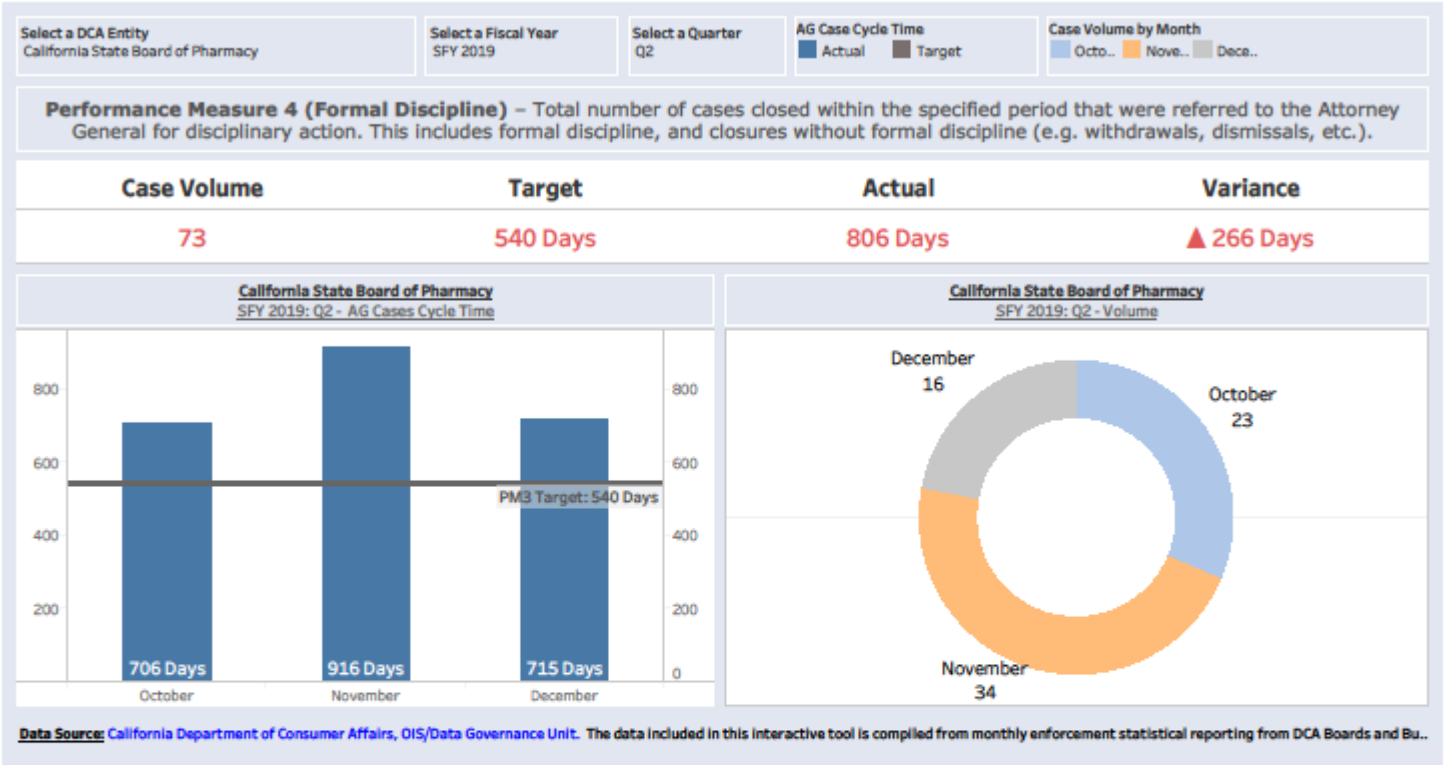 Select a DCA Entity
California State Board of Pharmacy
Select a Fiscal Year
SFY 2019
Select a Quarter
Q2
AG Case Cycle Time
Actual
Target
Case Volume by Month
Octo..
Nove..
Dece..
Performance Measure 4 (Formal Discipline) – Total number of cases closed within the specified period that were referred to the Attorney
General for disciplinary action. This includes formal discipline, and closures without formal discipline (e.g. withdrawals, dismissals, etc.).
Case Volume Target Actual Variance
73 540 Days 806 Days ▲ 266 Days
California State Board of Pharmacy
SFY 2019: Q2 - AG Cases Cycle Time
800
600
400
200
800
600
400
200
0
PM3 Target: 540 Days
706 Days
916 Days
715 Days
October
November
December
California State Board of Pharmacy
SFY 2019: Q2 - Volume
December
16
October
23
November
34
Data Source: California Department of Consumer Affairs, OIS/Data Governance Unit. The data included in this interactive tool is compiled from monthly enforcement statistical reporting from DCA Boards and Bu..